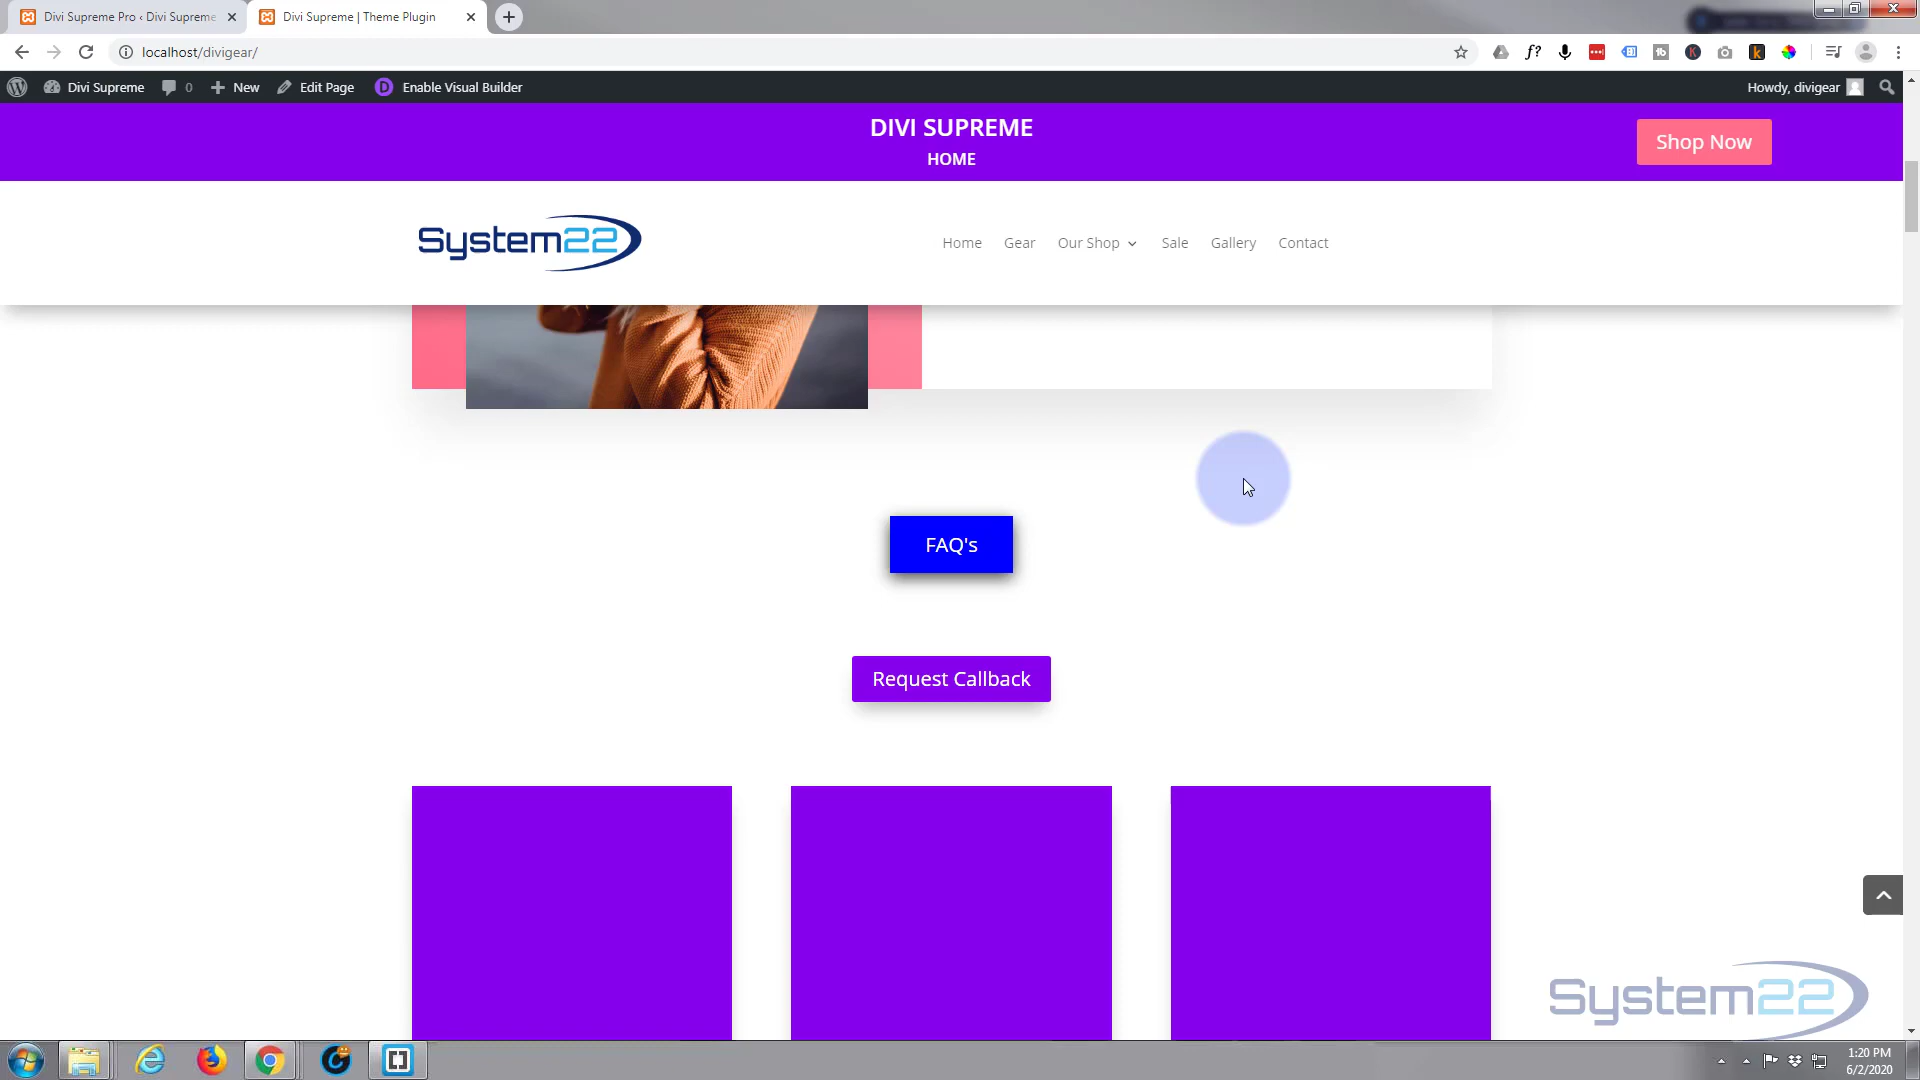 Divi Supreme Pro ‹ Divi Supreme
Divi Supreme | Theme Plugin
localhost/divigear/
Divi Supreme
0
New
Edit Page
D
Enable Visual Builder
Howdy, divigear
DIVI SUPREME
HOME
Shop Now
System22
Home
Gear
Our Shop
Sale
Gallery
Contact
FAQ's
Request Callback
System22
1:20 PM
6/2/2020